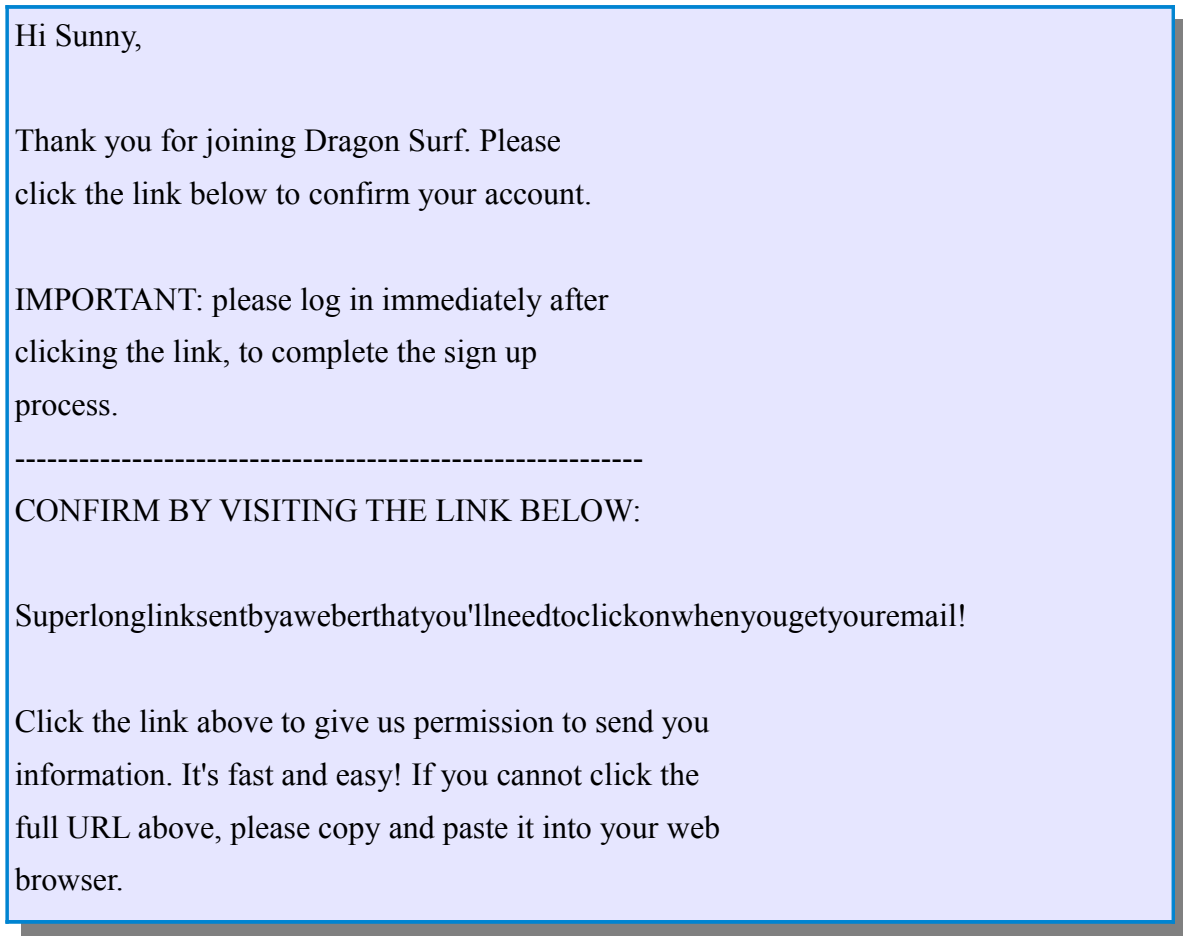 Hi Sunny,
Thank you for joining Dragon Surf. Please
click the link below to confirm your account.
IMPORTANT: please log in immediately after
clicking the link, to complete the sign up
process.
----------------------------------------------------------
CONFIRM BY VISITING THE LINK BELOW:
Superlonglinksentbyaweberthatyou'llneedtoclickonwhenyougetyouremail!
Click the link above to give us permission to send you
information. It's fast and easy! If you cannot click the
full URL above, please copy and paste it into your web
browser.